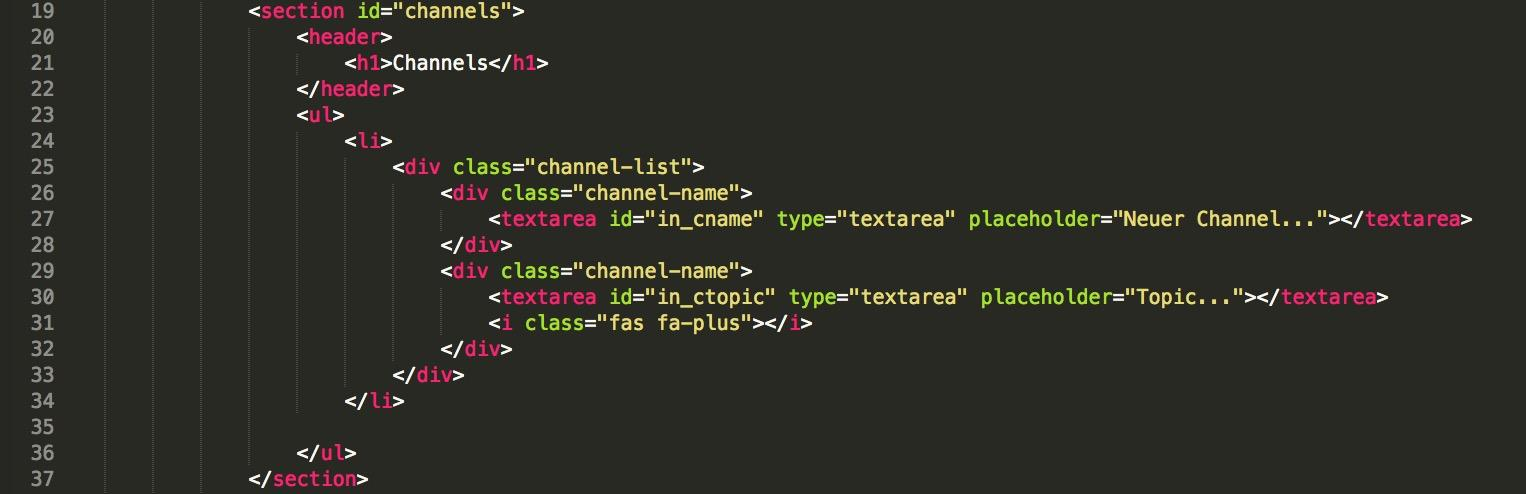 19 <section id="channels">
20 <header>
21 <h1>Channels</h1>
22 </header>
23 <ul>
24 <li>
25 <div class="channel-list">
26 <div class="channel-name">
27 <textarea id="in_cname" type="textarea" placeholder="Neuer Channel..."></textarea>
28 </div>
29 <div class="channel-name">
30 <textarea id="in_ctopic" type="textarea" placeholder="Topic..."></textarea>
31 <i class="fas fa-plus"></i>
32 </div>
33 </div>
34 </li>
35
36 </ul>
37 </section>